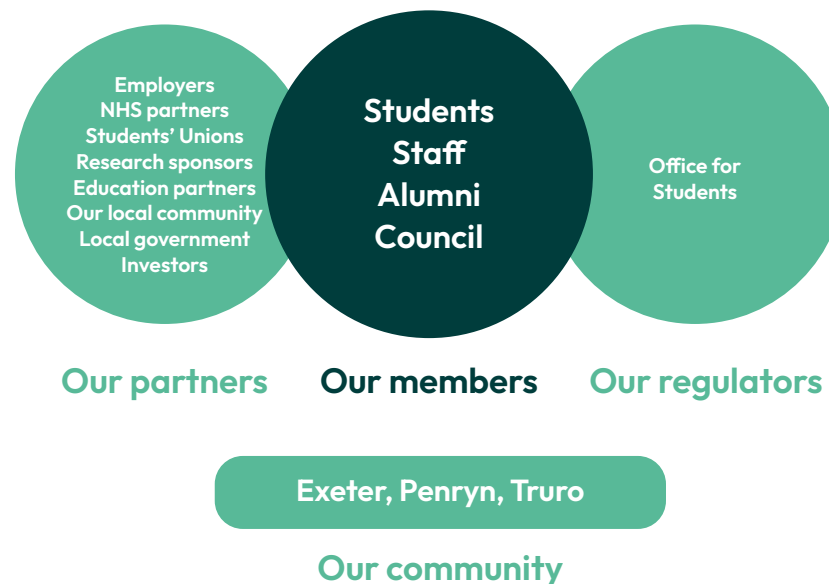 Employers
NHS partners
Students’ Unions
Research sponsors
Education partners
Our local community
Local government
Investors
Our partners
Students
Staff
Alumni
Council
Our members
Office for
Students
Our regulators
Exeter, Penryn, Truro
Our community